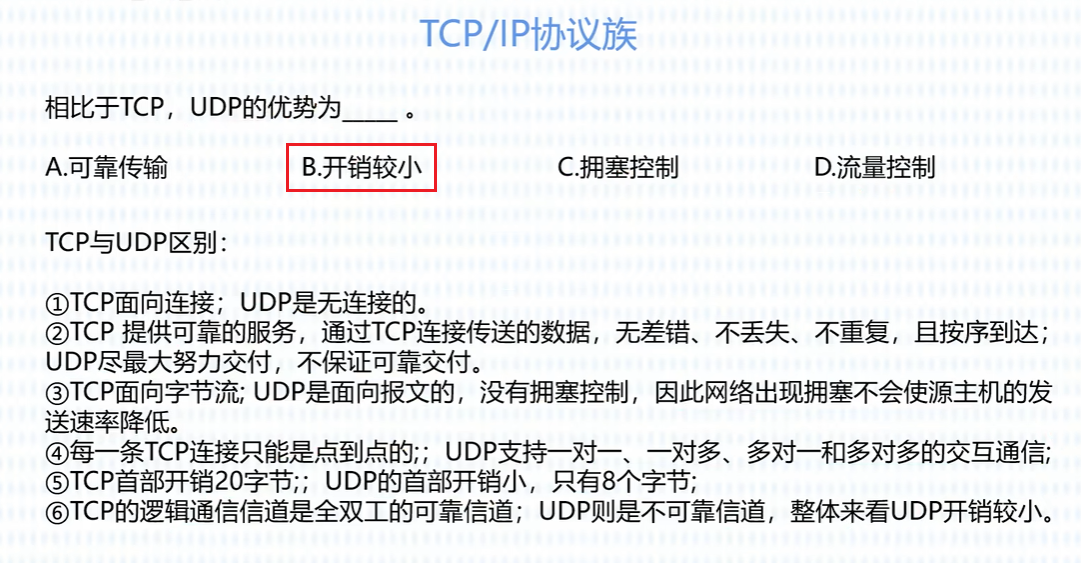 TCP/IP协议族
相比于TCP，UDP的优势为_____ 。
A.可靠传输 B.开销较小 C.拥塞控制 D.流量控制
TCP与UDP区别：
①TCP面向连接；UDP是无连接的。
②TCP 提供可靠的服务，通过TCP连接传送的数据，无差错、不丢失、不重复，且按序到达；
UDP尽最大努力交付，不保证可靠交付。
③TCP面向字节流; UDP是面向报文的，没有拥塞控制，因此网络出现拥塞不会使源主机的发
送速率降低。
④每一条TCP连接只能是点到点的;；UDP支持一对一、一对多、多对一和多对多的交互通信;
⑤TCP首部开销20字节;；UDP的首部开销小，只有8个字节;
⑥TCP的逻辑通信信道是全双工的可靠信道；UDP则是不可靠信道，整体来看UDP开销较小。